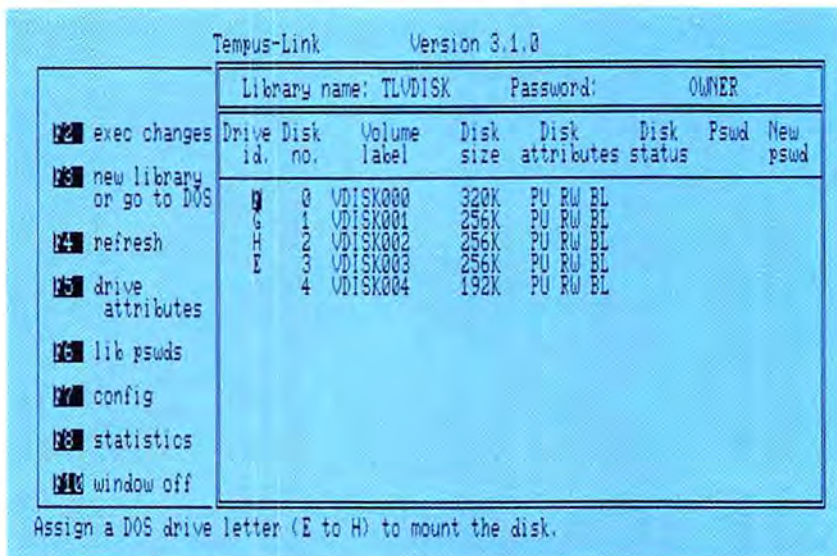 Tempus-Link Version 3.1.0
Library name: TLVDISK Password: OWNER
F2 exec changes
F3 new library
or go to DOS
F4 refresh
F5 drive
attributes
F6 lib pswds
F7 config
F8 statistics
F10 window off
Drive Disk Volume Disk Disk Disk Pswd New
id. no. label size attributes status pswd
0 VDISK000 320K PU RW BL
G 1 VDISK001 256K PU RW BL
H 2 VDISK002 256K PU RW BL
E 3 VDISK003 256K PU RW BL
4 VDISK004 192K PU RW BL
Assign a DOS drive letter (E to H) to mount the disk.